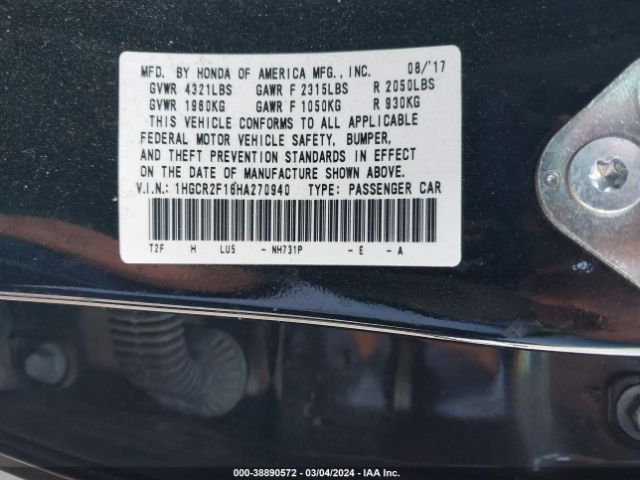 MFD. BY HONDA OF AMERICA MFG., INC. 08/'17
GVWR 4321LBS GAWR F 2315LBS R 2050LBS
GVWR 1960KG GAWR F 1050KG R 930KG
THIS VEHICLE CONFORMS TO ALL APPLICABLE
FEDERAL MOTOR VEHICLE SAFETY, BUMPER,
AND THEFT PREVENTION STANDARDS IN EFFECT
ON THE DATE OF MANUFACTURE SHOWN ABOVE.
V.I.N.: 1HGCR2F16HA270940 TYPE: PASSENGER CAR
T2F H LU5 - NH731P - E - A
000-38890572 — 03/04/2024 — IAA Inc.